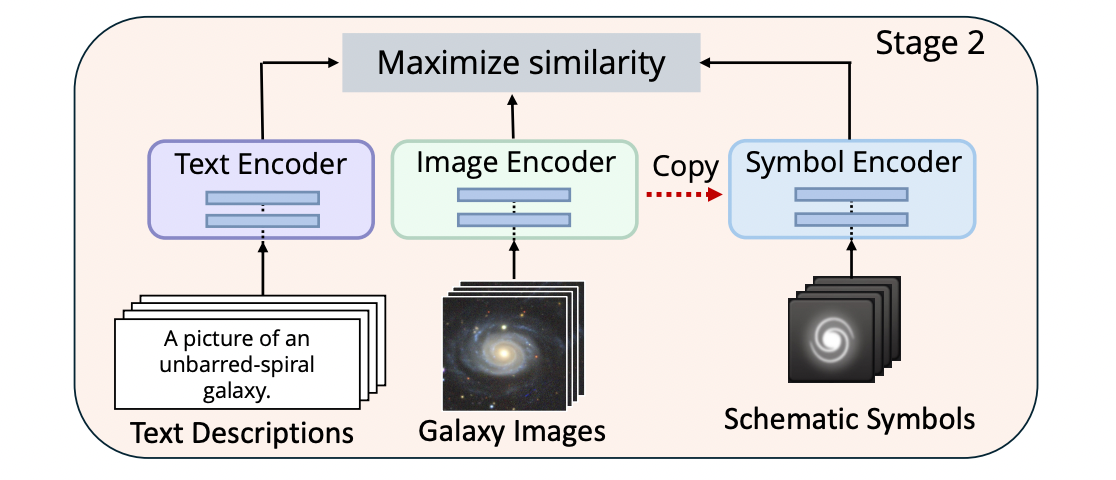 Stage 2
Maximize similarity
Text Encoder
Image Encoder
Copy
Symbol Encoder
A picture of an
unbarred-spiral
galaxy.
Text Descriptions
Galaxy Images
Schematic Symbols